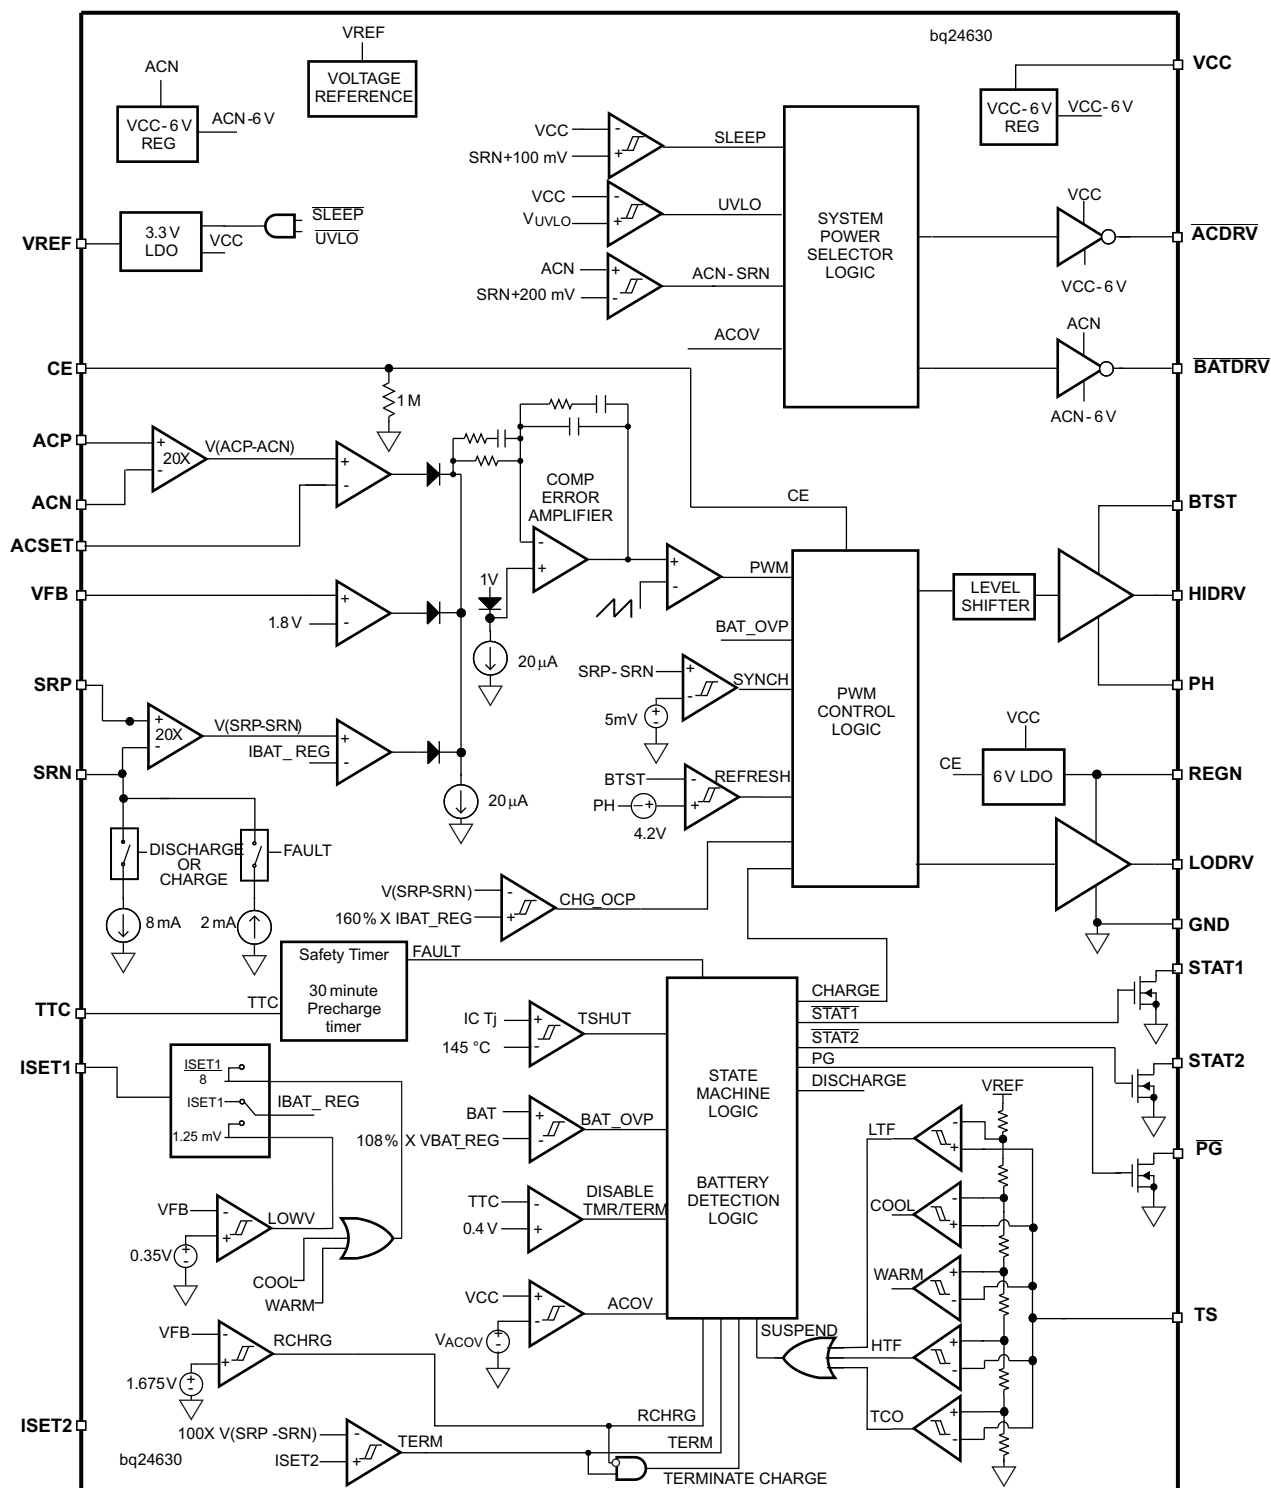 VREF
bq24630
VCC
ACN
VOLTAGE
REFERENCE
VCC-6 V
REG
ACN-6 V
VCC-6 V
REG
VCC-6 V
VCC
-
SRN+100 mV
+
SLEEP
VCC
-
VUVLO
+
UVLO
ACN
+
SRN+200 mV
-
ACN-SRN
ACOV
SYSTEM
POWER
SELECTOR
LOGIC
VCC
ACDRV
VCC-6 V
ACN
BATDRV
ACN-6 V
VREF
3.3 V
LDO
VCC
SLEEP
UVLO
CE
1 M
ACP
+
20X
-
V(ACP-ACN)
+
-
ACN
ACSET
COMP
ERROR
AMPLIFIER
-
+
1V
20 µA
+
-
CE
PWM
BTST
LEVEL
SHIFTER
HIDRV
PH
VFB
+
1.8 V
-
BAT_OVP
SRP-SRN
+
-
SYNCH
5mV
+
-
PWM
CONTROL
LOGIC
SRP
+
20X
-
V(SRP-SRN)
IBAT_ REG
+
-
SRN
20 µA
BTST
-
REFRESH
PH
-+
+
4.2V
VCC
CE
6 V LDO
REGN
LODRV
GND
DISCHARGE
OR
CHARGE
FAULT
8 mA
2 mA
V(SRP-SRN)
-
160% X IBAT_REG
+
CHG_OCP
Safety Timer
30 minute
Precharge
timer
FAULT
TTC
TTC
STAT1
CHARGE
STAT1
STAT2
PG
DISCHARGE
STAT2
PG
IC Tj
+
145 °C
-
TSHUT
STATE
MACHINE
LOGIC
BATTERY
DETECTION
LOGIC
ISET1
ISET1
8
ISET1
1.25 mV
IBAT_ REG
BAT
+
108% X VBAT_REG
-
BAT_OVP
TTC
-
0.4 V
+
DISABLE
TMR/TERM
VFB
-
+
LOWV
0.35V
+
-
COOL
WARM
VCC
+
-
ACOV
VACOV
+
-
VREF
LTF
-
+
COOL
-
+
WARM
+
-
HTF
+
-
TCO
+
-
TS
SUSPEND
VFB
-
+
RCHRG
1.675V
+
-
RCHRG
ISET2
100X V(SRP -SRN)
-
ISET2
+
TERM
TERM
TERMINATE CHARGE
bq24630